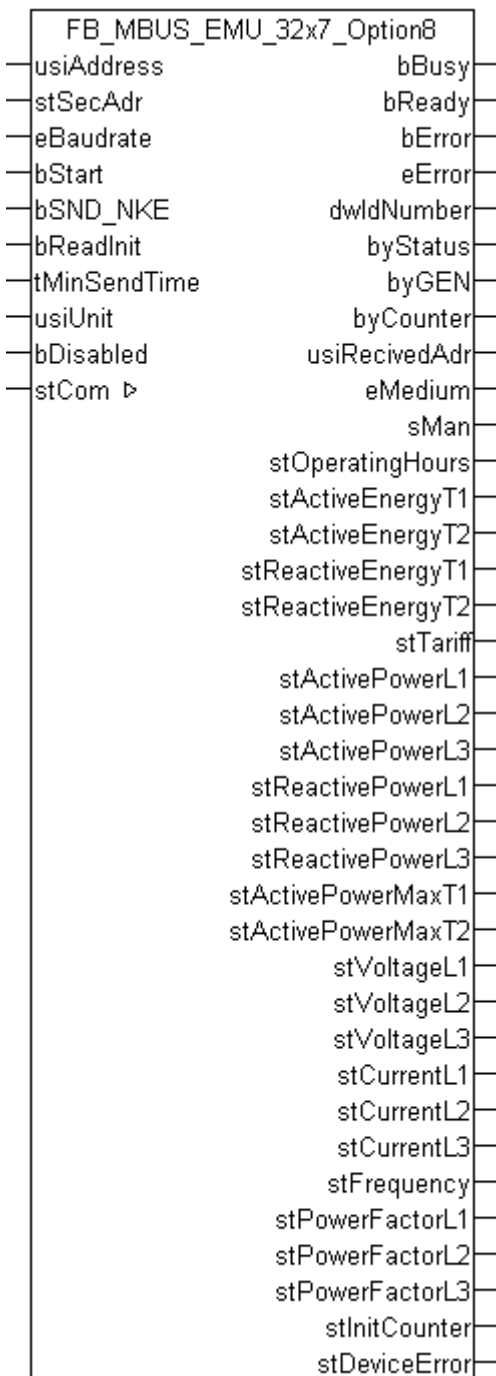 FB_MBUS_EMU_32x7_Option8
usiAddress bBusy
stSecAdr bReady
eBaudrate bError
bStart eError
bSND_NKE dwIdNumber
bReadInit byStatus
tMinSendTime byGEN
usiUnit byCounter
bDisabled usiRecivedAdr
stCom ▷ eMedium
sMan
stOperatingHours
stActiveEnergyT1
stActiveEnergyT2
stReactiveEnergyT1
stReactiveEnergyT2
stTariff
stActivePowerL1
stActivePowerL2
stActivePowerL3
stReactivePowerL1
stReactivePowerL2
stReactivePowerL3
stActivePowerMaxT1
stActivePowerMaxT2
stVoltageL1
stVoltageL2
stVoltageL3
stCurrentL1
stCurrentL2
stCurrentL3
stFrequency
stPowerFactorL1
stPowerFactorL2
stPowerFactorL3
stInitCounter
stDeviceError